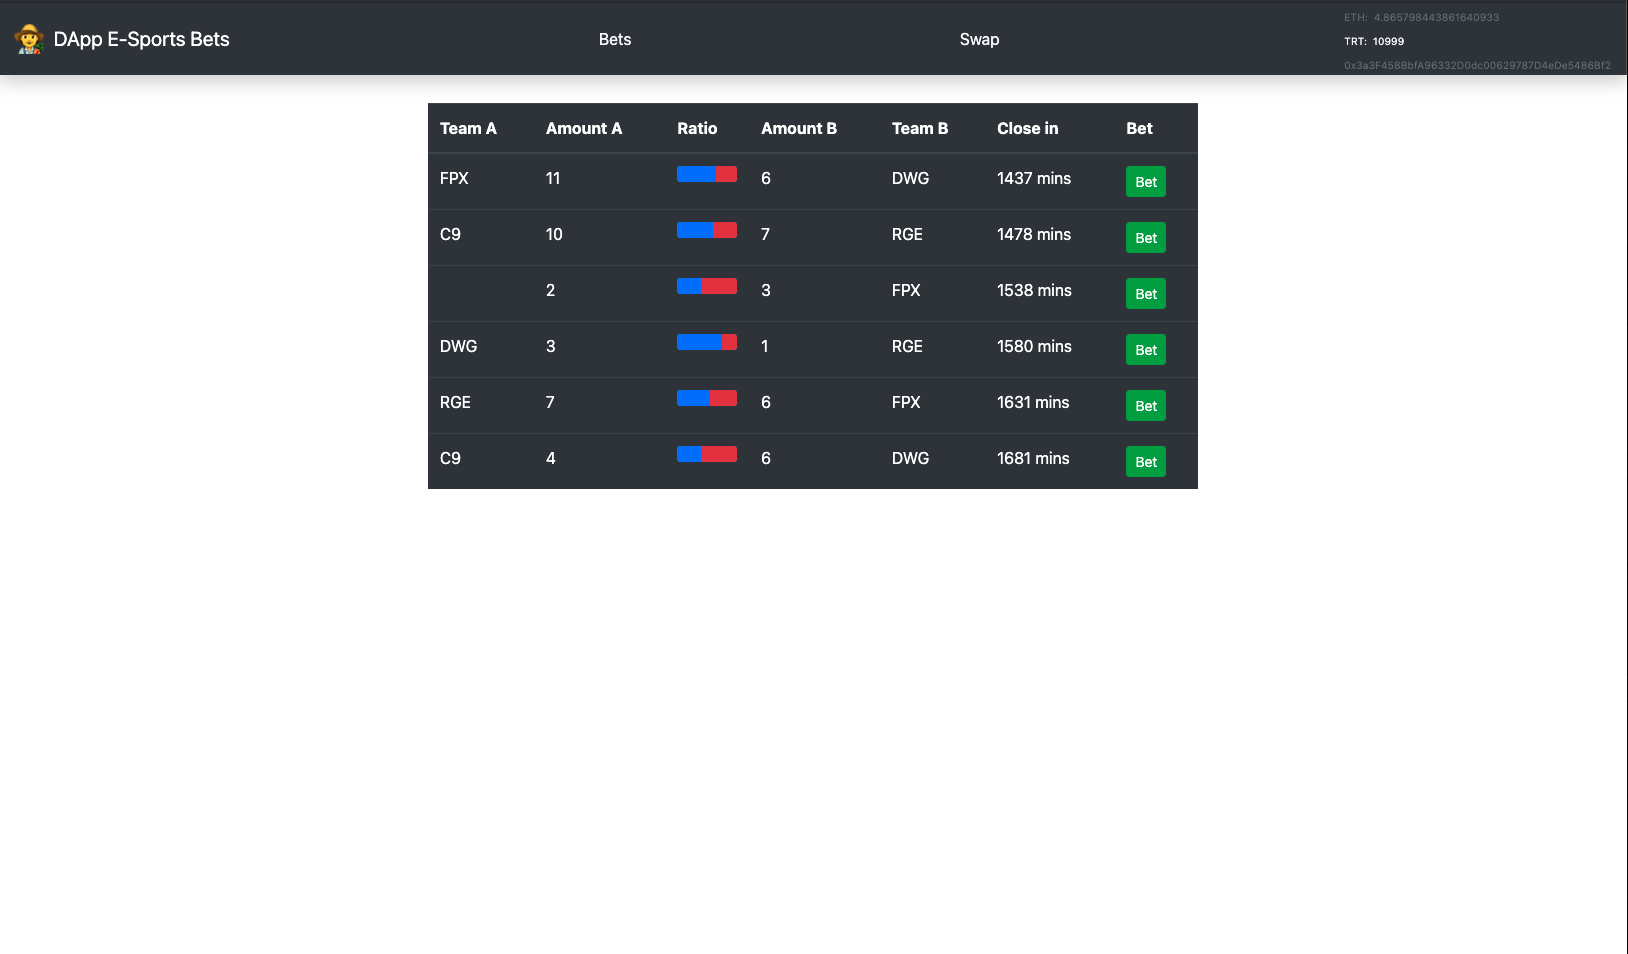 DApp E-Sports Bets
Bets
Swap
ETH: 4.865798443861640933
TRT: 10999
0x3a3F458BbfA96332D0dc00629787D4eDe5486Bf2
Team A Amount A Ratio Amount B Team B Close in Bet
FPX 11 6 DWG 1437 mins Bet
C9 10 7 RGE 1478 mins Bet
2 3 FPX 1538 mins Bet
DWG 3 1 RGE 1580 mins Bet
RGE 7 6 FPX 1631 mins Bet
C9 4 6 DWG 1681 mins Bet